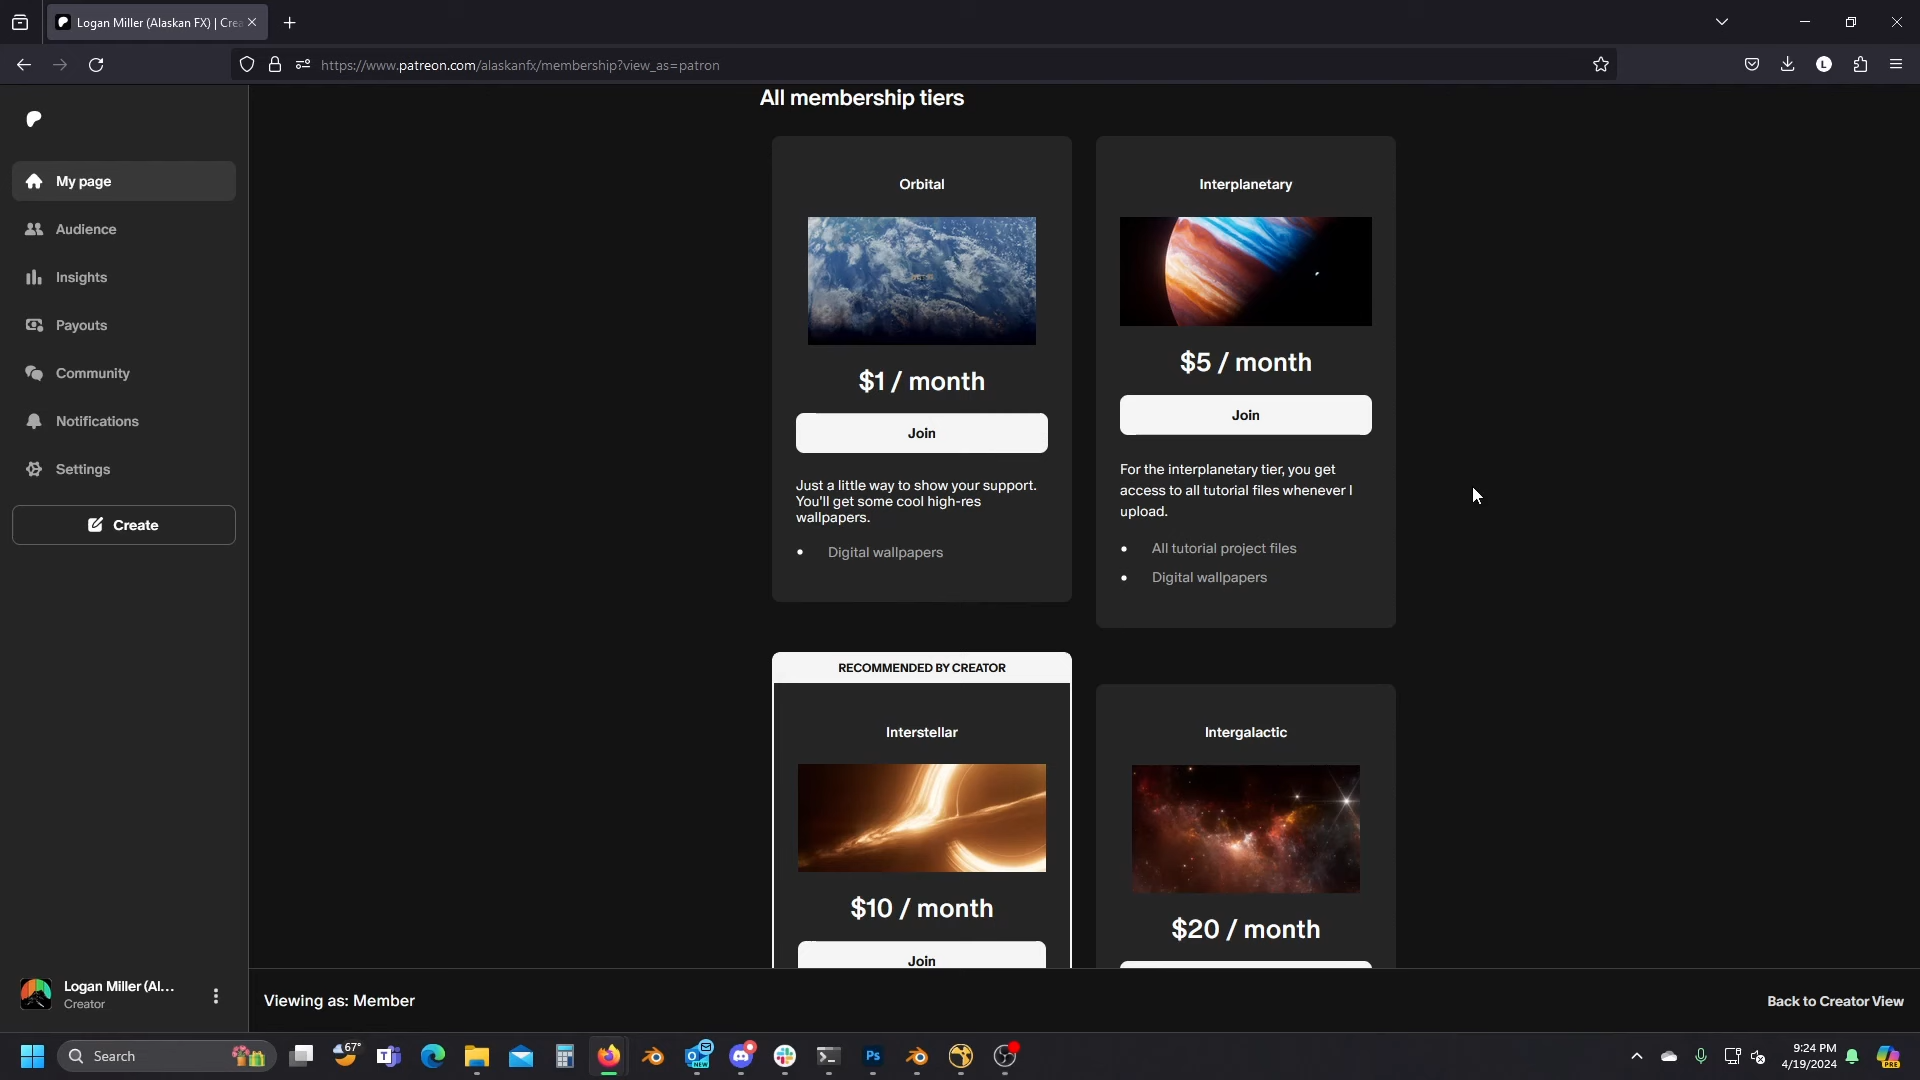 Logan Miller (Alaskan FX) | Crea
https://www.patreon.com/alaskanfx/membership?view_as=patron
L
My page
Audience
Insights
Payouts
Community
Notifications
Settings
Create
All membership tiers
Orbital
$1 / month
Join
Just a little way to show your support.
You'll get some cool high-res
wallpapers.
• Digital wallpapers
Interplanetary
$5 / month
Join
For the interplanetary tier, you get
access to all tutorial files whenever I
upload.
• All tutorial project files
• Digital wallpapers
RECOMMENDED BY CREATOR
Interstellar
$10 / month
Join
Intergalactic
$20 / month
Logan Miller (Al...
Creator
Viewing as: Member
Back to Creator View
Search
67°
NEW
Ps
9:24 PM
4/19/2024
PRE